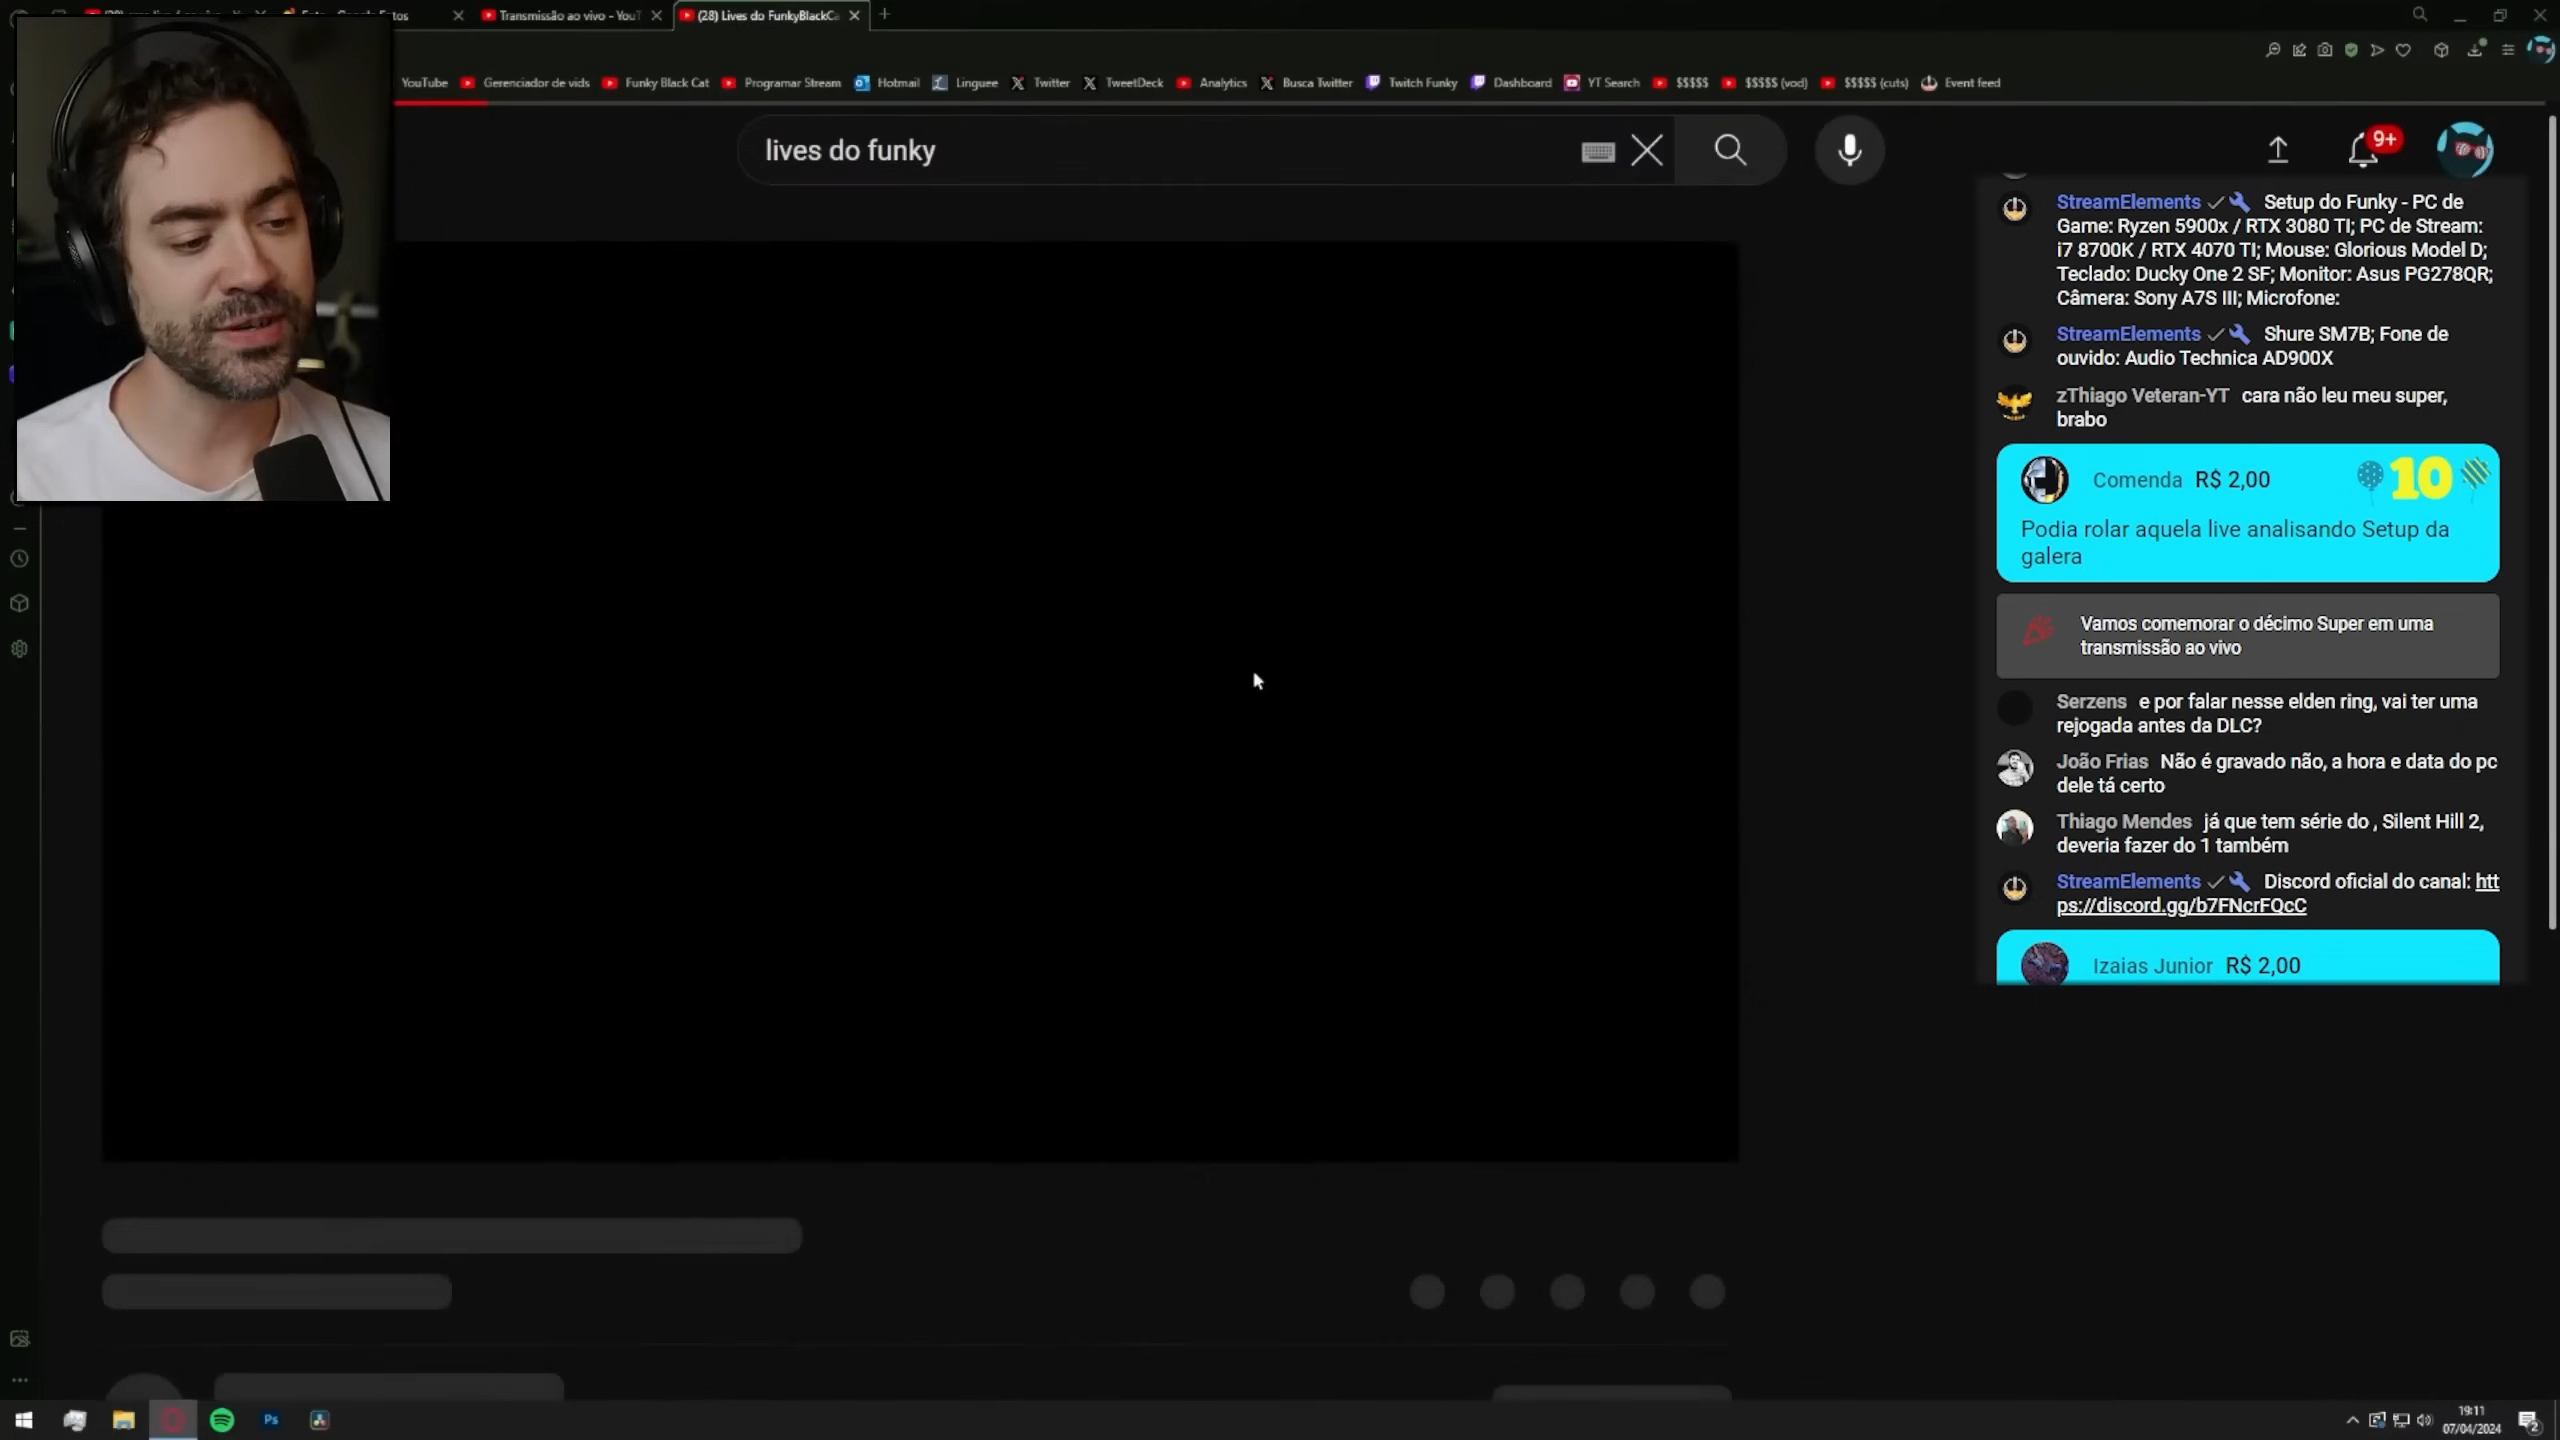 Transmissão ao vivo - YouT
(28) Lives do FunkyBlackCa
YouTube
Gerenciador de vids
Funky Black Cat
Programar Stream
Hotmail
Linguee
Twitter
TweetDeck
Analytics
Busca Twitter
Twitch Funky
Dashboard
YT Search
$$$$$
$$$$$ (vod)
$$$$$ (cuts)
Event feed
lives do funky
9+
StreamElements Setup do Funky - PC de
Game: Ryzen 5900x / RTX 3080 TI; PC de Stream:
i7 8700K / RTX 4070 TI; Mouse: Glorious Model D;
Teclado: Ducky One 2 SF; Monitor: Asus PG278QR;
Câmera: Sony A7S III; Microfone:
StreamElements Shure SM7B; Fone de
ouvido: Audio Technica AD900X
zThiago Veteran-YT cara não leu meu super,
brabo
Comenda R$ 2,00
10
Podia rolar aquela live analisando Setup da
galera
Vamos comemorar o décimo Super em uma
transmissão ao vivo
Serzens e por falar nesse elden ring, vai ter uma
rejogada antes da DLC?
João Frias Não é gravado não, a hora e data do pc
dele tá certo
Thiago Mendes já que tem série do , Silent Hill 2,
deveria fazer do 1 também
StreamElements Discord oficial do canal: htt
ps://discord.gg/b7FNcrFQcC
Izaias Junior R$ 2,00
Ps
19:11
07/04/2024
2